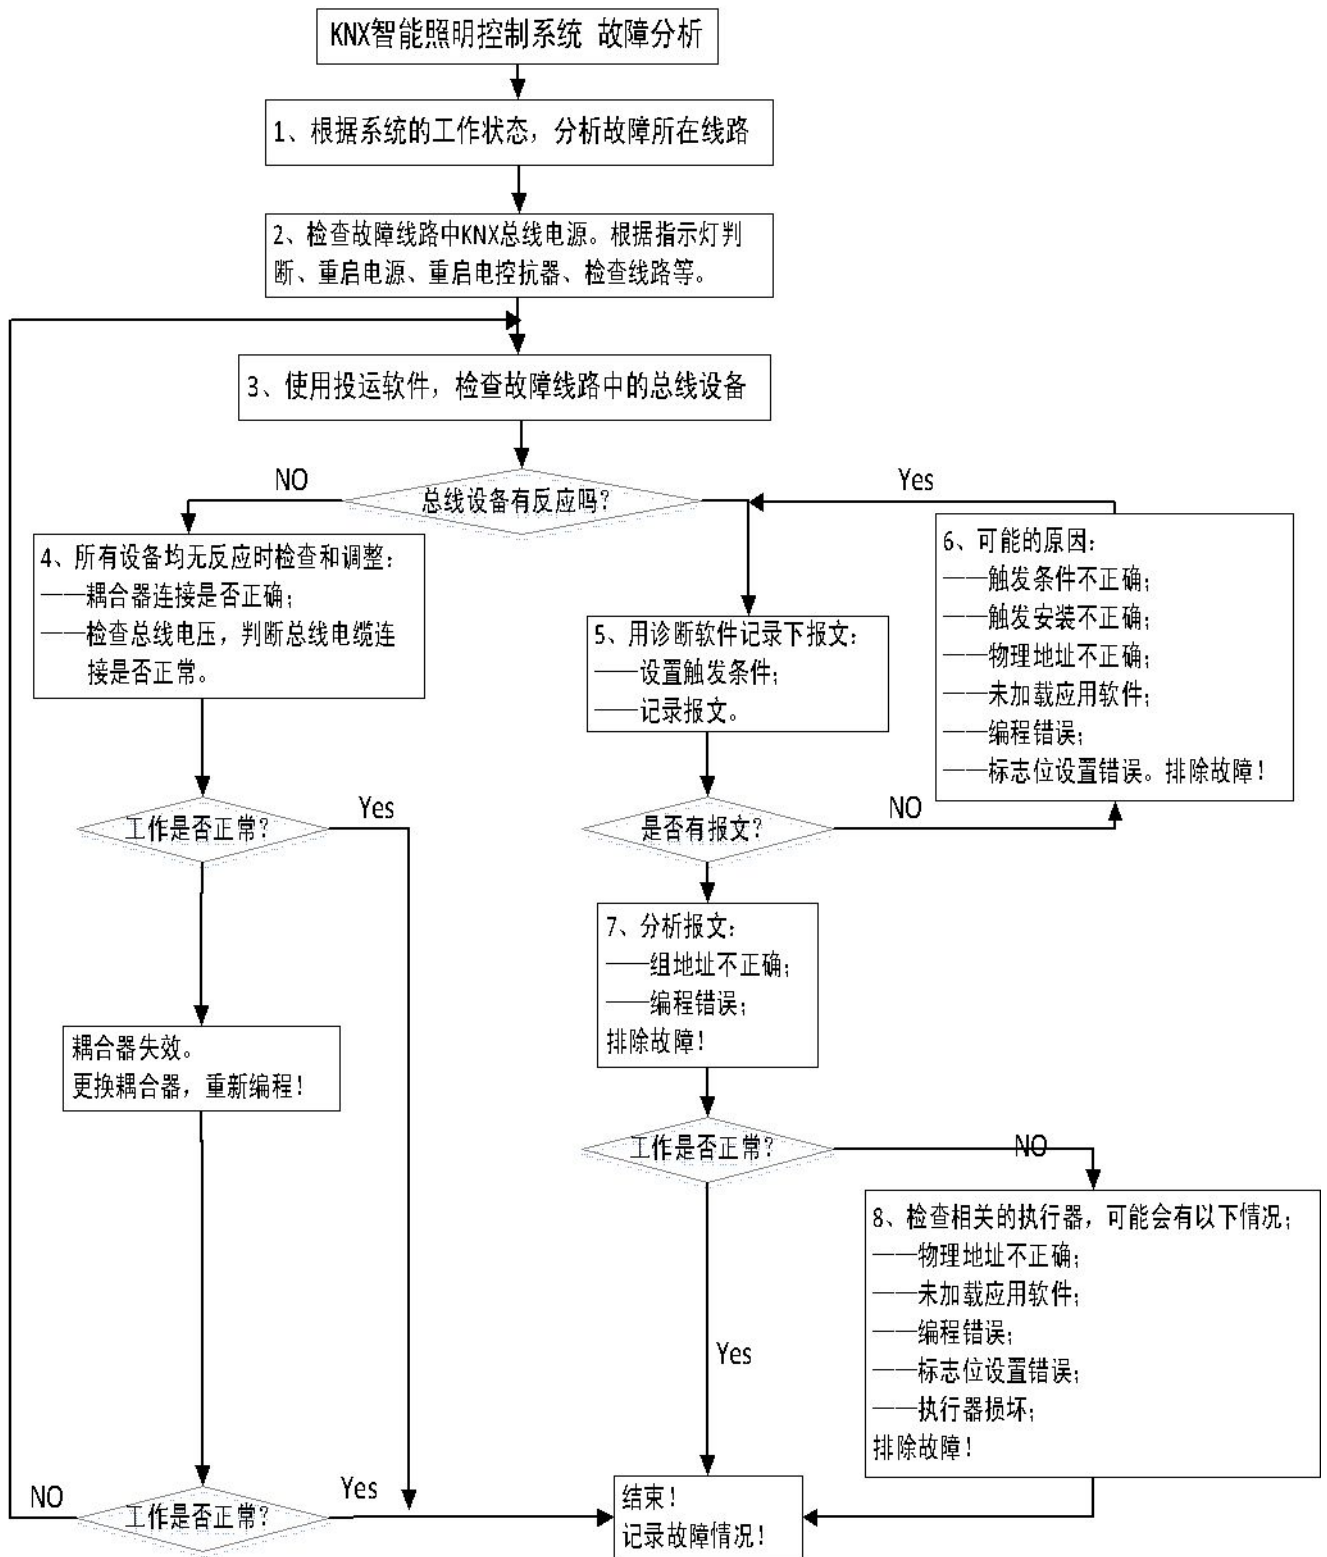 KNX智能照明控制系统 故障分析
1、根据系统的工作状态，分析故障所在线路
2、检查故障线路中KNX总线电源。根据指示灯判
断、重启电源、重启电控抗器、检查线路等。
3、使用投运软件，检查故障线路中的总线设备
总线设备有反应吗？
NO
Yes
4、所有设备均无反应时检查和调整：
——耦合器连接是否正确；
——检查总线电压，判断总线电缆连
接是否正常。
5、用诊断软件记录下报文：
——设置触发条件；
——记录报文。
6、可能的原因：
——触发条件不正确；
——触发安装不正确；
——物理地址不正确；
——未加载应用软件；
——编程错误；
——标志位设置错误。排除故障！
工作是否正常？
Yes
是否有报文？
NO
7、分析报文：
——组地址不正确；
——编程错误；
排除故障！
耦合器失效。
更换耦合器，重新编程！
工作是否正常？
NO
8、检查相关的执行器，可能会有以下情况；
——物理地址不正确；
——未加载应用软件；
——编程错误；
——标志位设置错误；
——执行器损坏；
排除故障！
Yes
NO
工作是否正常？
Yes
结束！
记录故障情况！